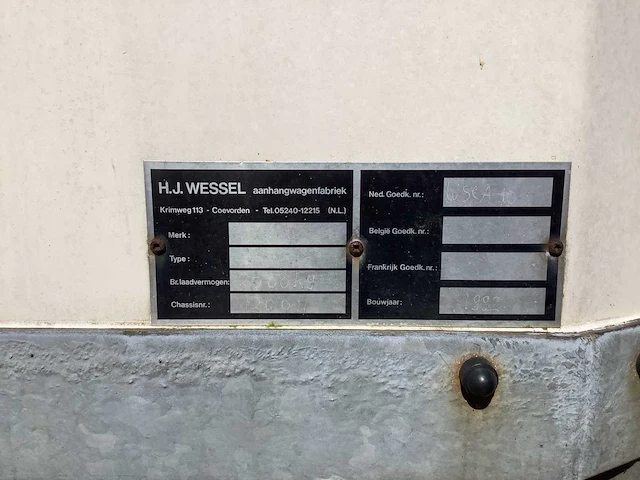 H.J. WESSEL aanhangwagenfabriek
Krimweg 113 - Coevorden - Tel. 05240-12215 (N.L.)
Merk:
Type:
Br.laadvermogen:
Chassisnr.:
Ned. Goedk. nr.:
België Goedk. nr.:
Frankrijk Goedk. nr.:
Bouwjaar: